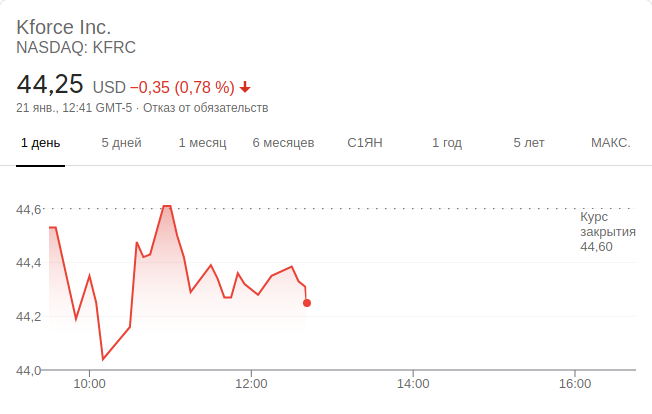 Kforce Inc.
NASDAQ: KFRC
44,25 USD −0,35 (0,78 %)
21 янв., 12:41 GMT-5 · Отказ от обязательств
1 день 5 дней 1 месяц 6 месяцев С1ЯН 1 год 5 лет МАКС.
44,6
Курс
закрытия
44,60
44,4
44,2
44,0
10:00 12:00 14:00 16:00